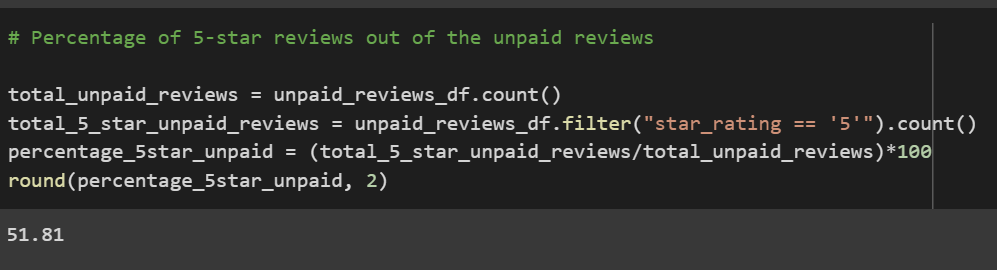 # Percentage of 5-star reviews out of the unpaid reviews
total_unpaid_reviews = unpaid_reviews_df.count()
total_5_star_unpaid_reviews = unpaid_reviews_df.filter("star_rating == '5'").count()
percentage_5star_unpaid = (total_5_star_unpaid_reviews/total_unpaid_reviews)*100
round(percentage_5star_unpaid, 2)
51.81